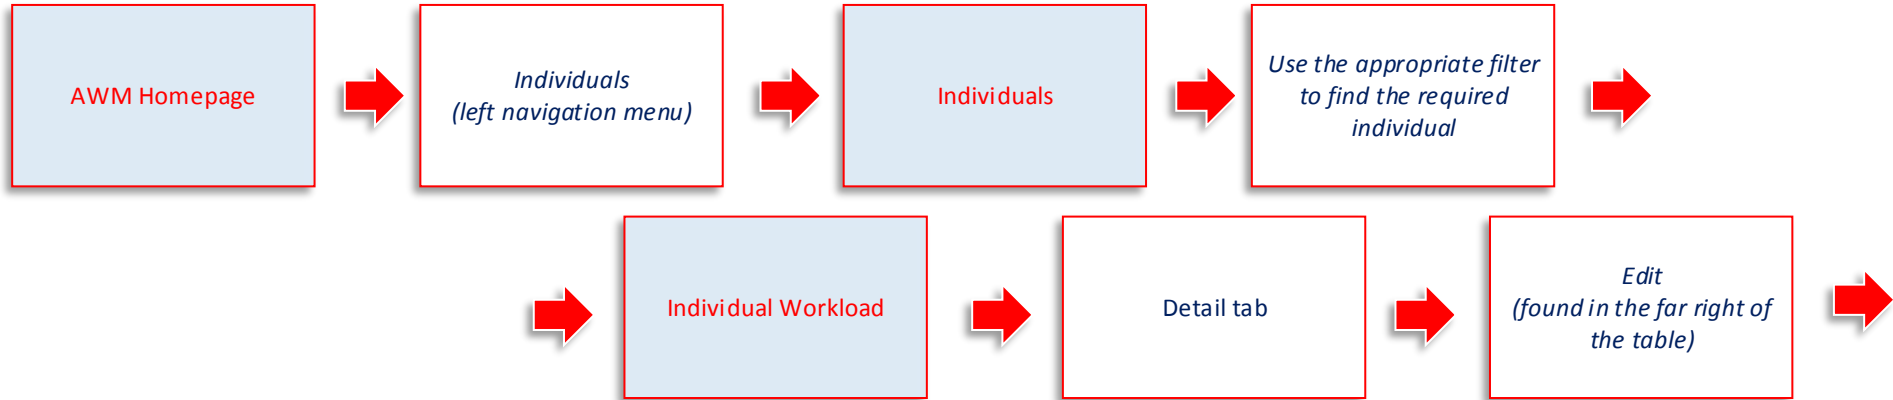 AWM Homepage
Individuals
(left navigation menu)
Individuals
Use the appropriate filter
to find the required
individual
Individual Workload
Detail tab
Edit
(found in the far right of
the table)